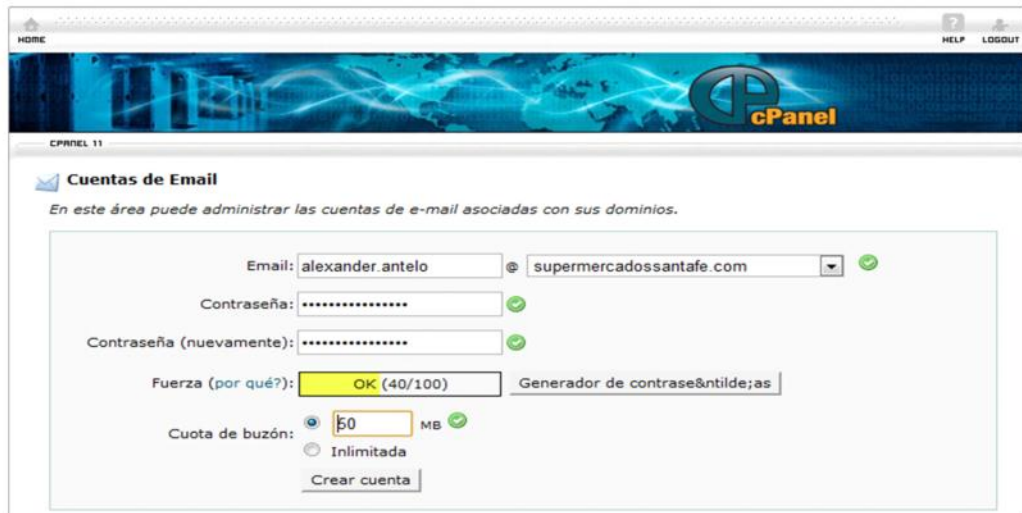 HOME
HELP LOGOUT
cPanel
CPANEL 11
Cuentas de Email
En este área puede administrar las cuentas de e-mail asociadas con sus dominios.
Email: alexander.antelo @ supermercadossantafe.com
Contraseña: ••••••••••••••••
Contraseña (nuevamente): ••••••••••••••••
Fuerza (por qué?): OK (40/100) Generador de contrase&ntilde;as
Cuota de buzón: 50 MB
Inlimitada
Crear cuenta